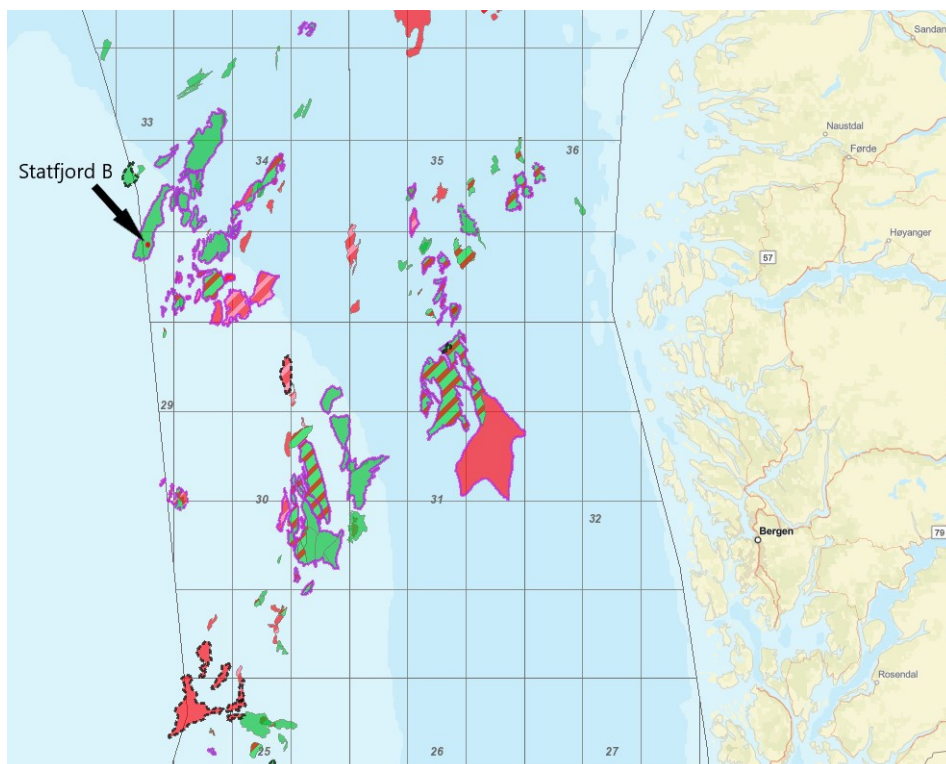 Sandan
33
Naustdal
36
34
35
Førde
Statfjord B
Høyanger
57
29
30
31
32
79
Bergen
Rosendal
25
26
27